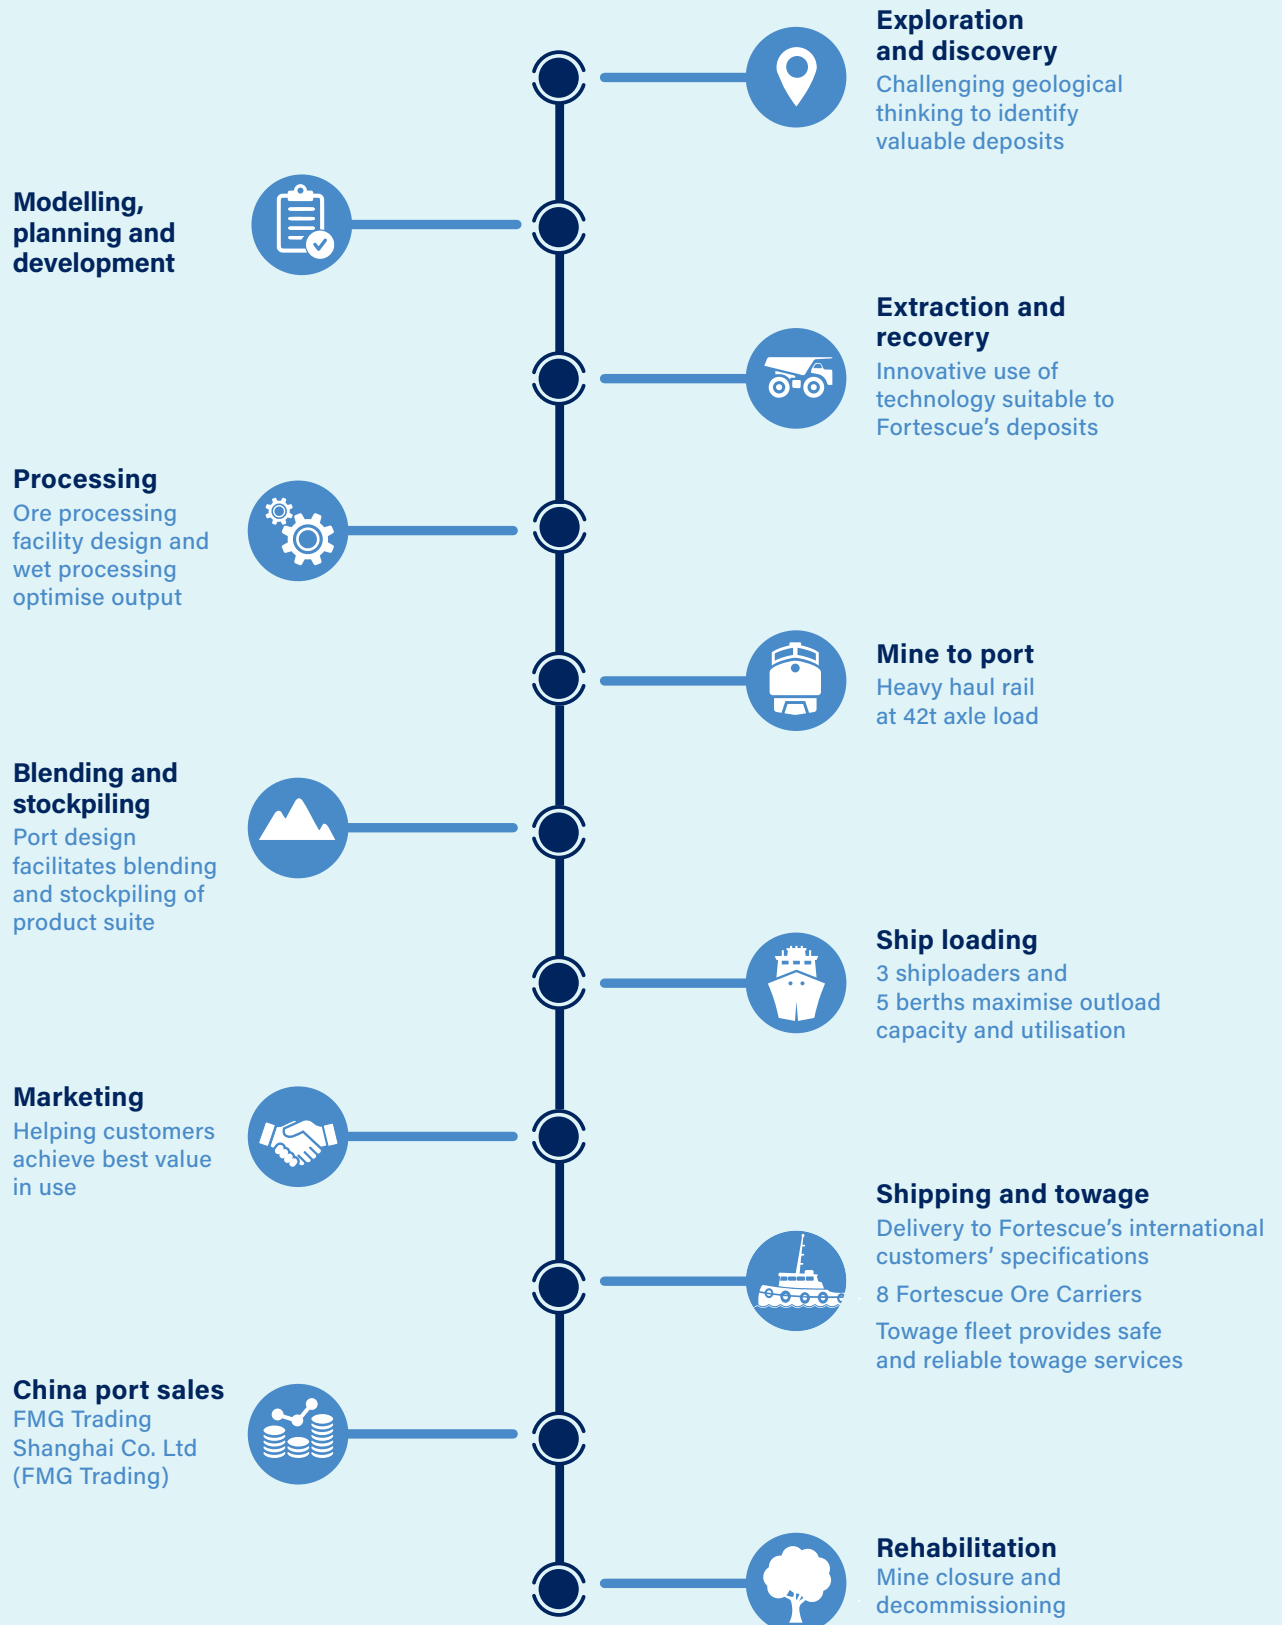 Exploration
and discovery
Challenging geological
thinking to identify
valuable deposits
Modelling,
planning and
development
Extraction and
recovery
Innovative use of
technology suitable to
Fortescue’s deposits
Processing
Ore processing
facility design and
wet processing
optimise output
Mine to port
Heavy haul rail
at 42t axle load
Blending and
stockpiling
Port design
facilitates blending
and stockpiling of
product suite
Ship loading
3 shiploaders and
5 berths maximise outload
capacity and utilisation
Marketing
Helping customers
achieve best value
in use
Shipping and towage
Delivery to Fortescue’s international
customers’ specifications
8 Fortescue Ore Carriers
Towage fleet provides safe
and reliable towage services
China port sales
FMG Trading
Shanghai Co. Ltd
(FMG Trading)
Rehabilitation
Mine closure and
decommissioning